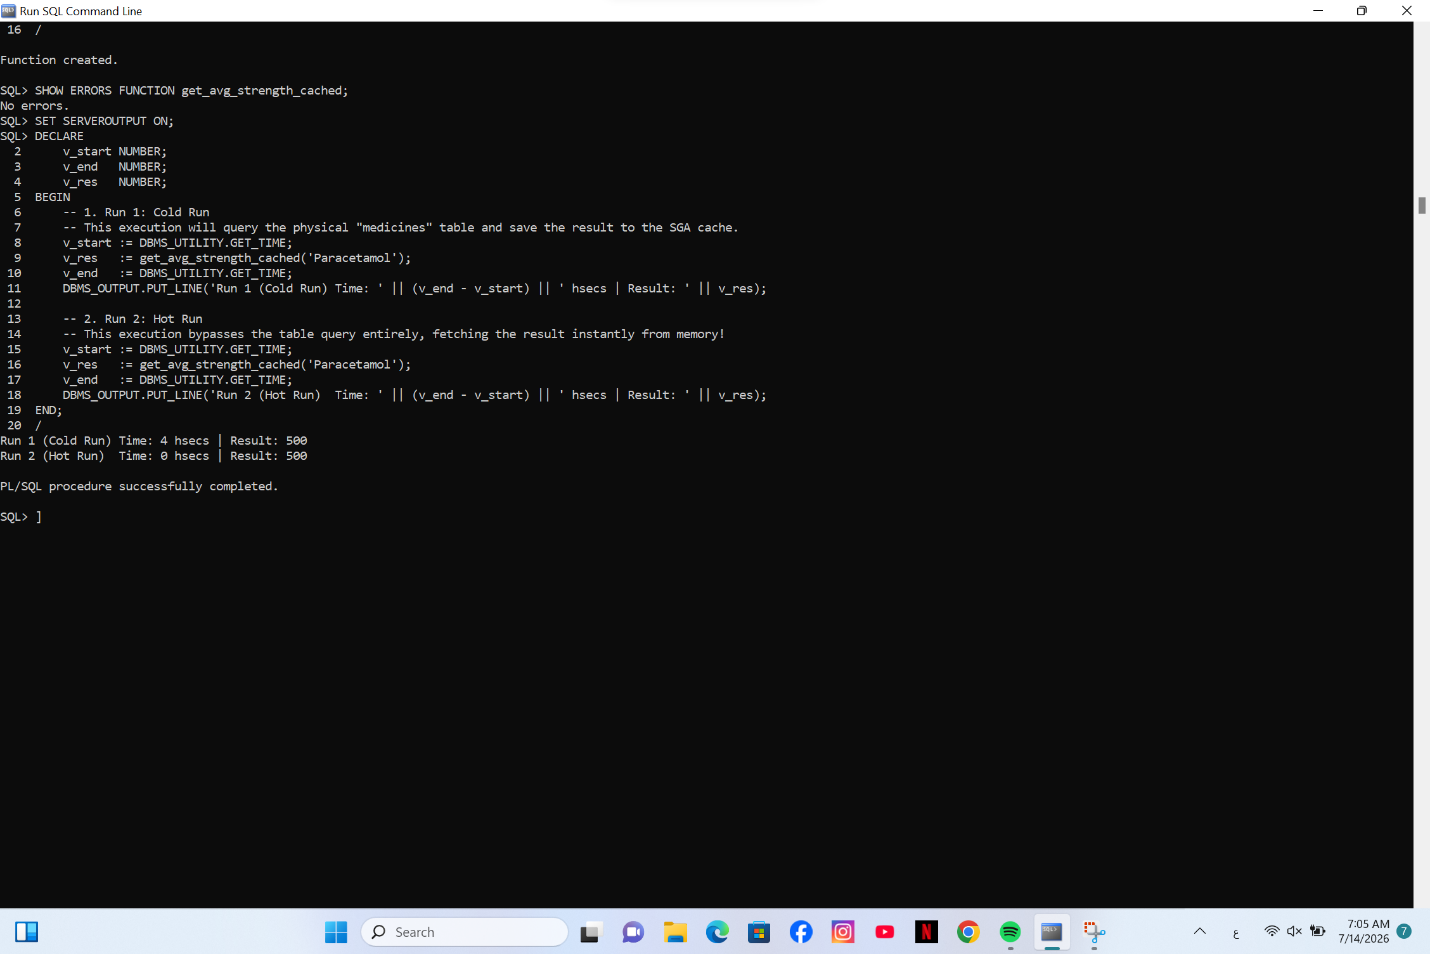 Run SQL Command Line
16  /
Function created.
SQL> SHOW ERRORS FUNCTION get_avg_strength_cached;
No errors.
SQL> SET SERVEROUTPUT ON;
SQL> DECLARE
  2      v_start NUMBER;
  3      v_end   NUMBER;
  4      v_res   NUMBER;
  5  BEGIN
  6      -- 1. Run 1: Cold Run
  7      -- This execution will query the physical "medicines" table and save the result to the SGA cache.
  8      v_start := DBMS_UTILITY.GET_TIME;
  9      v_res   := get_avg_strength_cached('Paracetamol');
 10      v_end   := DBMS_UTILITY.GET_TIME;
 11      DBMS_OUTPUT.PUT_LINE('Run 1 (Cold Run) Time: ' || (v_end - v_start) || ' hsecs | Result: ' || v_res);
 12
 13      -- 2. Run 2: Hot Run
 14      -- This execution bypasses the table query entirely, fetching the result instantly from memory!
 15      v_start := DBMS_UTILITY.GET_TIME;
 16      v_res   := get_avg_strength_cached('Paracetamol');
 17      v_end   := DBMS_UTILITY.GET_TIME;
 18      DBMS_OUTPUT.PUT_LINE('Run 2 (Hot Run)  Time: ' || (v_end - v_start) || ' hsecs | Result: ' || v_res);
 19  END;
 20  /
Run 1 (Cold Run) Time: 4 hsecs | Result: 500
Run 2 (Hot Run)  Time: 0 hsecs | Result: 500
PL/SQL procedure successfully completed.
SQL> ]
Search
ع
7:05 AM
7/14/2026
7